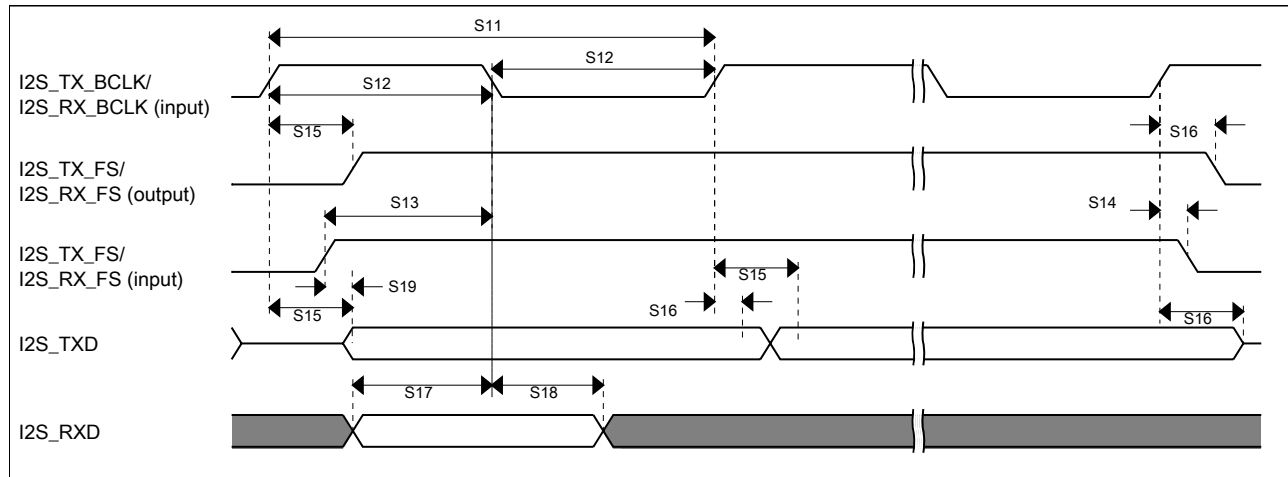 S11
S12
I2S_TX_BCLK/
I2S_RX_BCLK (input)
S12
S15
S16
I2S_TX_FS/
I2S_RX_FS (output)
S13
S14
I2S_TX_FS/
I2S_RX_FS (input)
S15
S19
S15
S16
S16
I2S_TXD
S17
S18
I2S_RXD